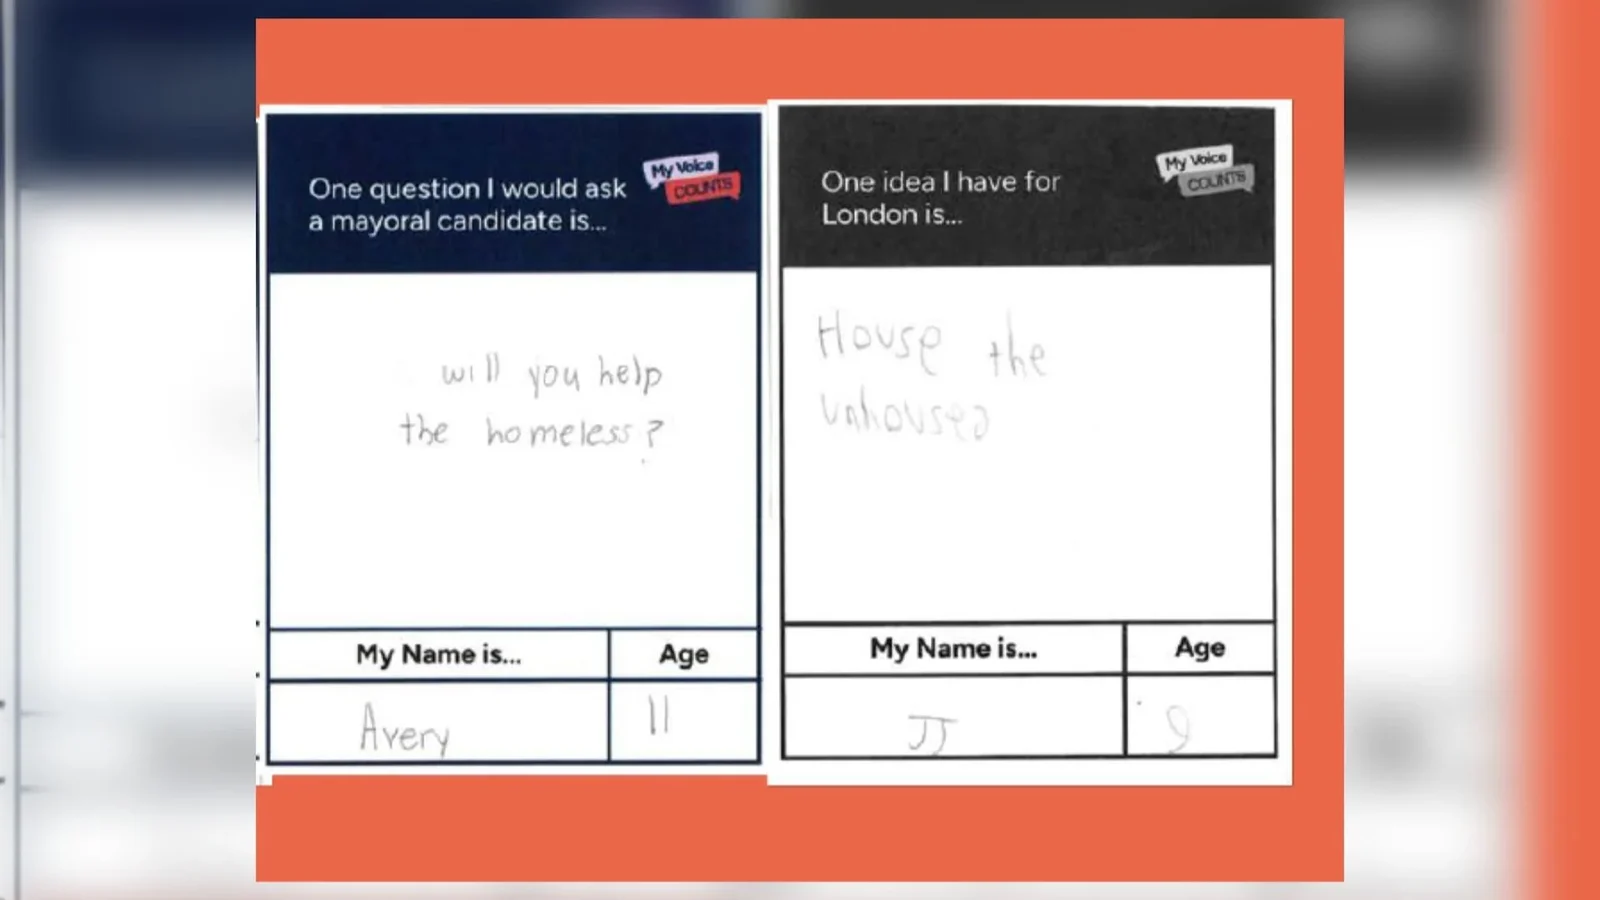 One question I would ask
a mayoral candidate is...
My Voice
COUNTS
will you help
the homeless?
My Name is...
Age
Avery
11
One idea I have for
London is...
My Voice
COUNTS
House the
unhoused
My Name is...
Age
JJ
9